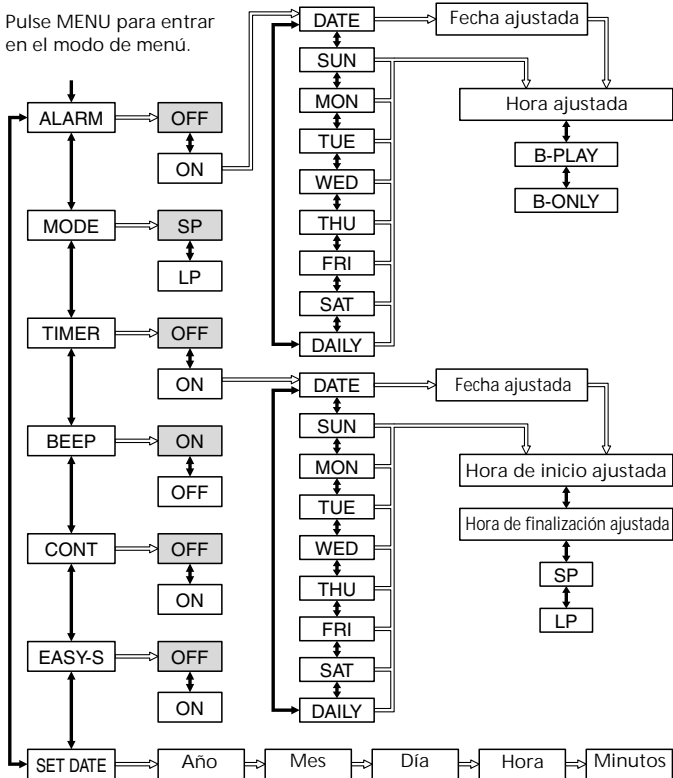 Pulse MENU para entrar
en el modo de menú.
ALARM
OFF
ON
DATE
SUN
MON
TUE
WED
THU
FRI
SAT
DAILY
Fecha ajustada
Hora ajustada
B-PLAY
B-ONLY
MODE
SP
LP
TIMER
OFF
ON
DATE
SUN
MON
TUE
WED
THU
FRI
SAT
DAILY
Fecha ajustada
Hora de inicio ajustada
Hora de finalización ajustada
SP
LP
BEEP
ON
OFF
CONT
OFF
ON
EASY-S
OFF
ON
SET DATE
Año
Mes
Día
Hora
Minutos